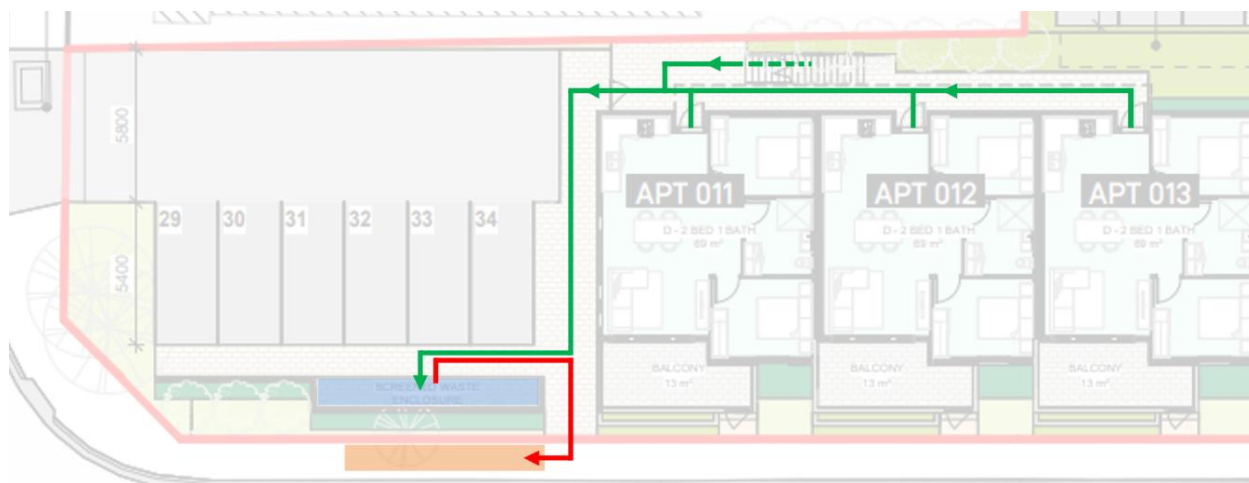 5800
29 30 31 32 33 34
5400
SCREENED WASTE
ENCLOSURE
APT 011
D - 2 BED 1 BATH
69 m²
BALCONY
13 m²
APT 012
D - 2 BED 1 BATH
69 m²
BALCONY
13 m²
APT 013
D - 2 BED 1 BATH
69 m²
BALCONY
13 m²